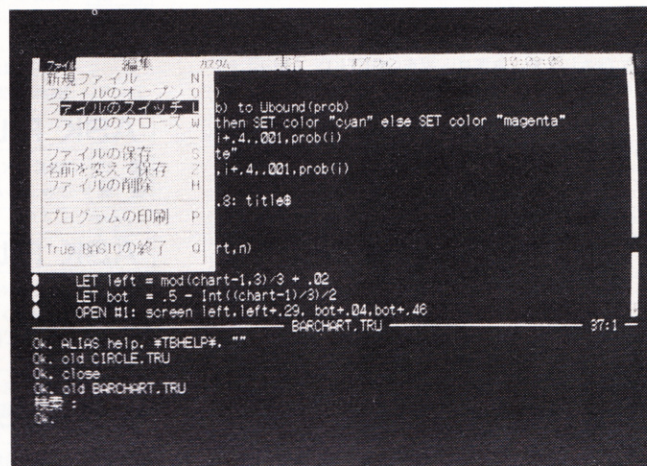 ファイル 編集 カスタム 実行 オプション
新規ファイル N
ファイルのオープン O
ファイルのスイッチ L b) to Ubound(prob)
ファイルのクローズ W then SET color "cyan" else SET color "magenta"
i+.4,.001,prob(i)
ファイルの保存 S te"
名前を変えて保存 Z ,i+.4,.001,prob(i)
ファイルの削除 H
.8: title$
プログラムの印刷 P
True BASICの終了 Q rt,n)
LET left = mod(chart-1,3)/3 + .02
LET bot = .5 - Int((chart-1)/3)/2
OPEN #1: screen left,left+.29, bot+.04,bot+.46
BARCHART.TRU 37:1
Ok. ALIAS help, ¥TBHELP¥, ""
Ok. old CIRCLE.TRU
Ok. close
Ok. old BARCHART.TRU
検索 :
Ok.